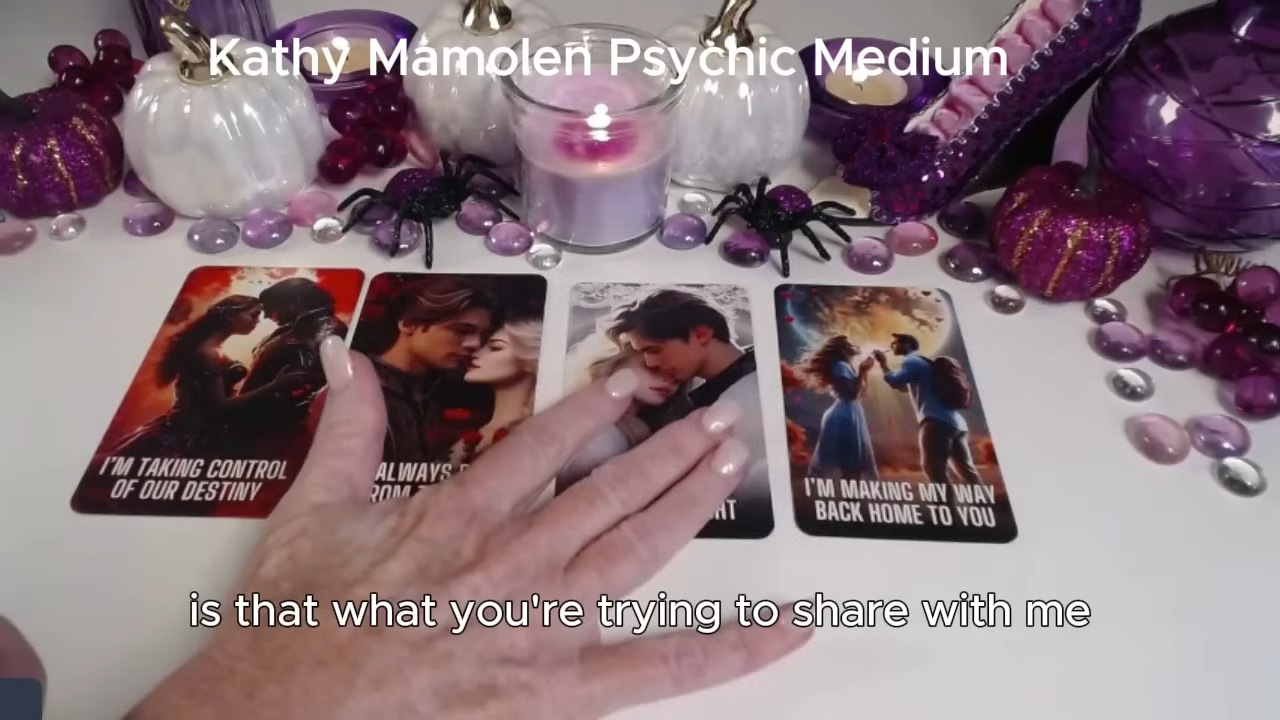 Kathy Mamolen Psychic Medium
I'M TAKING CONTROL
OF OUR DESTINY
ALWAYS
I'M MAKING MY WAY
BACK HOME TO YOU
is that what you're trying to share with me